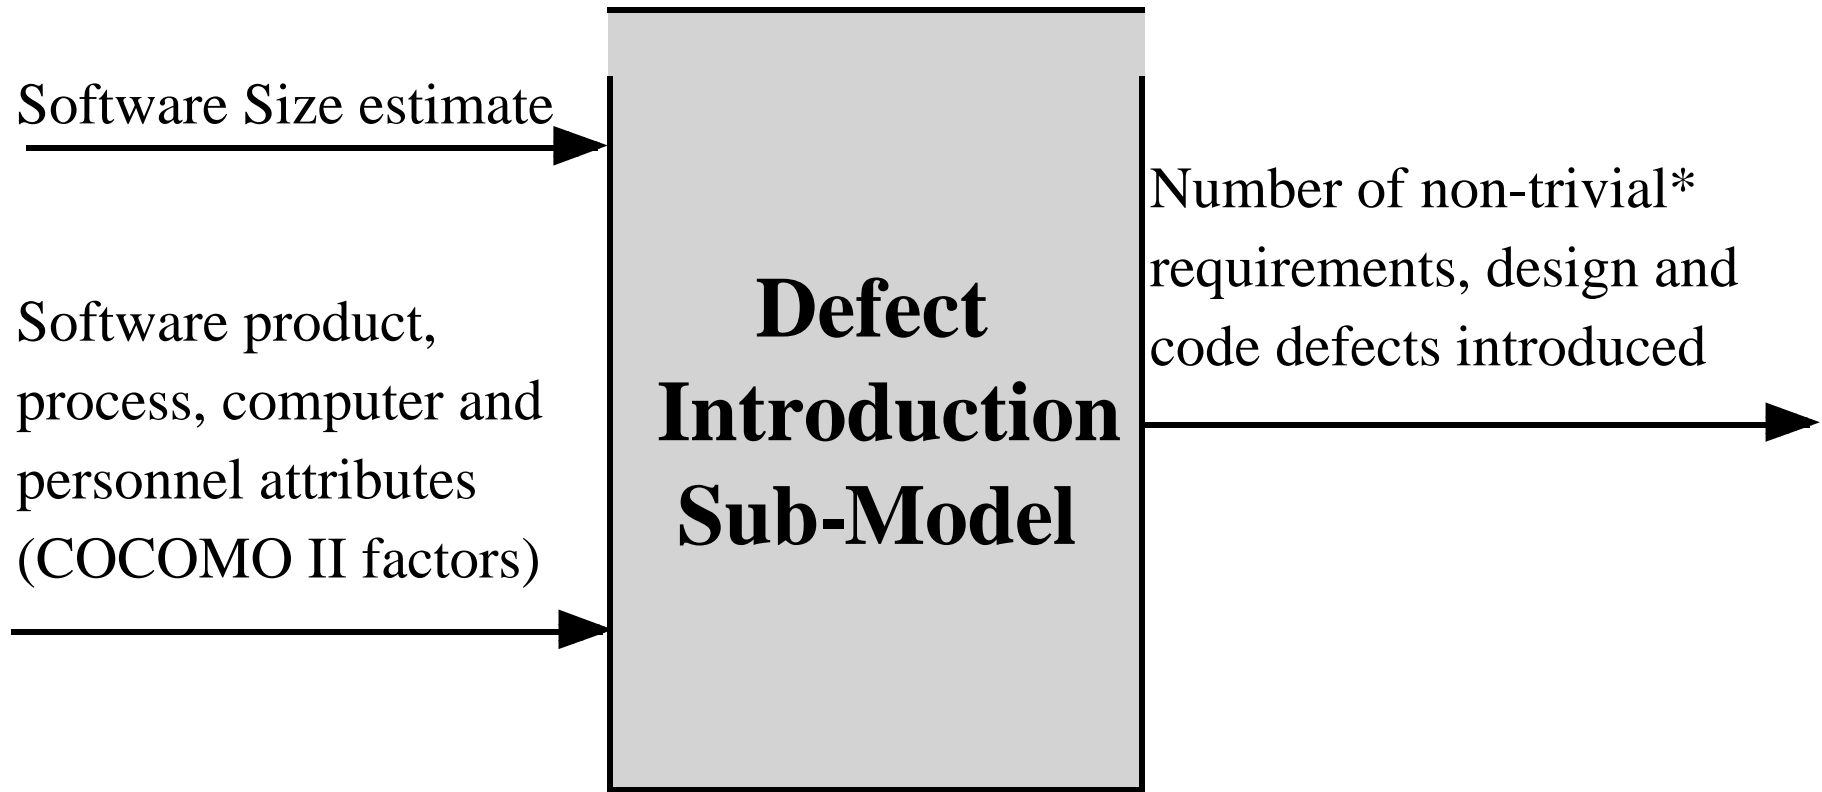 Software Size estimate
Software product,
process, computer and
personnel attributes
(COCOMO II factors)
Defect
Introduction
Sub-Model
Number of non-trivial*
requirements, design and
code defects introduced